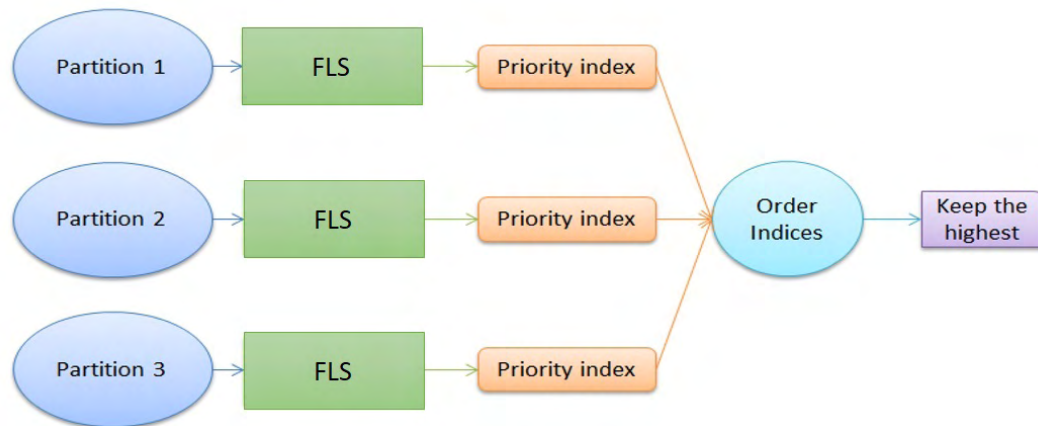 Partition 1
FLS
Priority index
Partition 2
FLS
Priority index
Order
Indices
Keep the
highest
Partition 3
FLS
Priority index